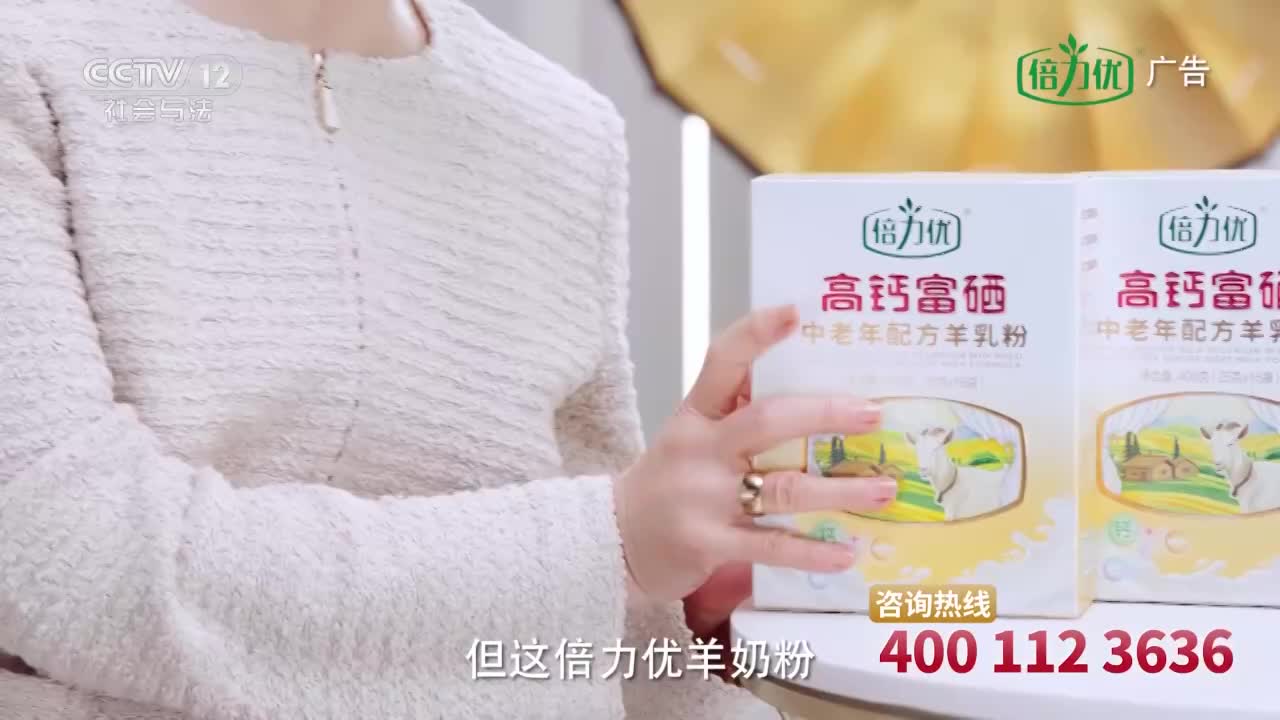 CCTV 12
社会与法
倍力优 广告
倍力优
高钙富硒
中老年配方羊乳粉
倍力优
高钙富硒
中老年配方羊乳
钙
咨询热线
400 112 3636
但这倍力优羊奶粉